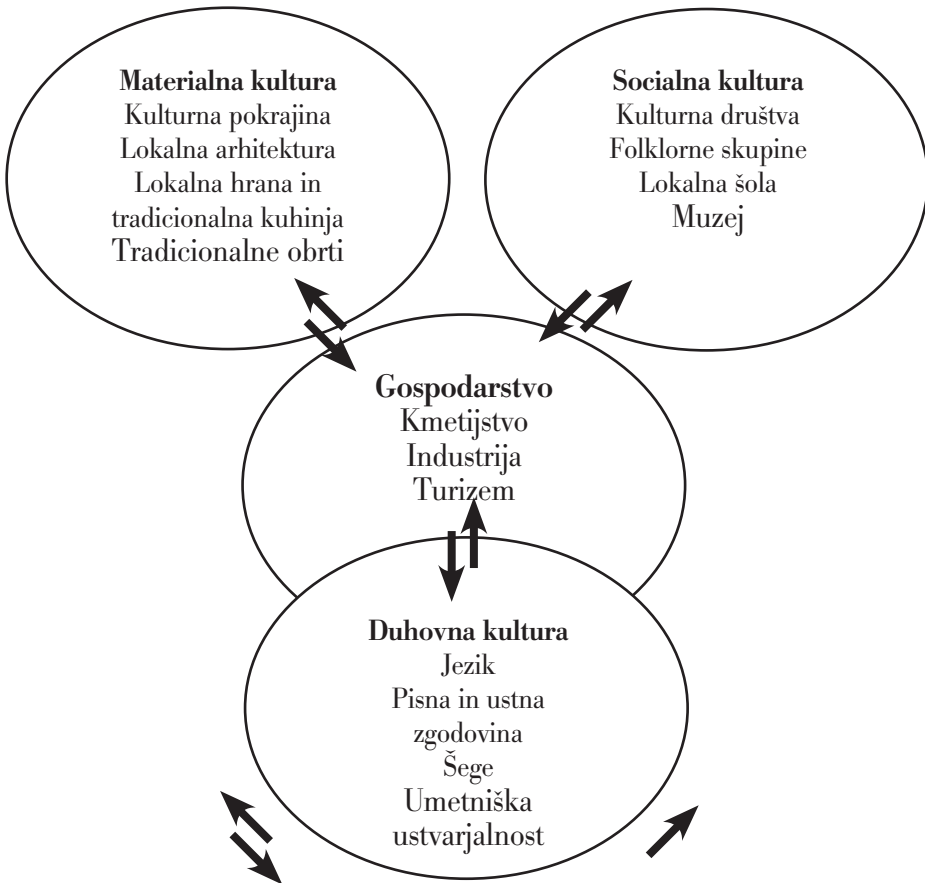 Materialna kultura
Kulturna pokrajina
Lokalna arhitektura
Lokalna hrana in
tradicionalna kuhinja
Tradicionalne obrti
Socialna kultura
Kulturna društva
Folklorne skupine
Lokalna šola
Muzej
Gospodarstvo
Kmetijstvo
Industrija
Turizem
Duhovna kultura
Jezik
Pisna in ustna
zgodovina
Šege
Umetniška
ustvarjalnost